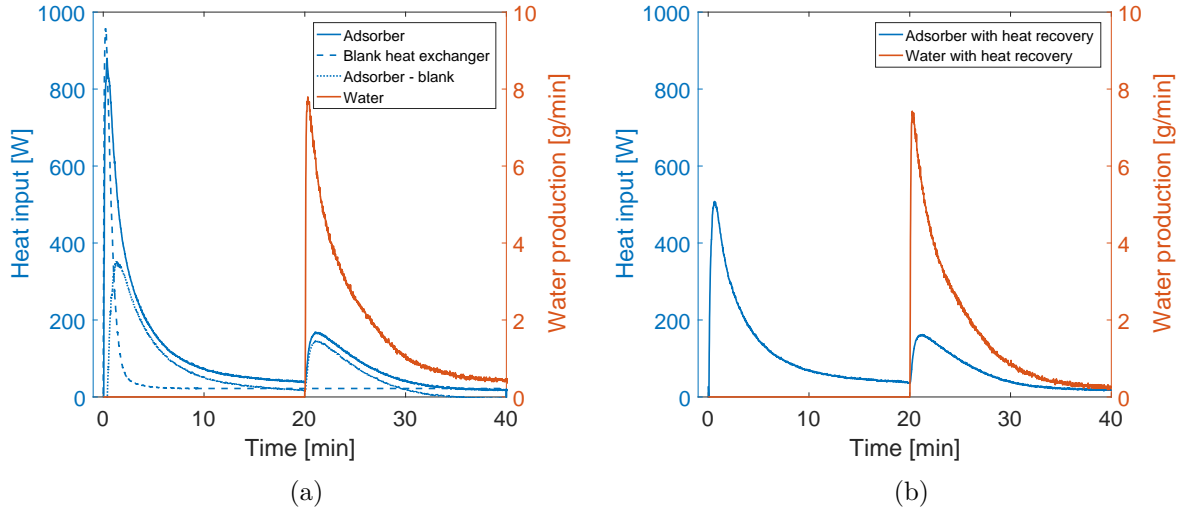 1000
800
600
400
200
0
Heat input [W]
Adsorber
Blank heat exchanger
Adsorber - blank
Water
10
8
6
4
2
0
Water production [g/min]
0 10 20 30 40
Time [min]
(a)
1000
800
600
400
200
0
Heat input [W]
Adsorber with heat recovery
Water with heat recovery
10
8
6
4
2
0
Water production [g/min]
0 10 20 30 40
Time [min]
(b)